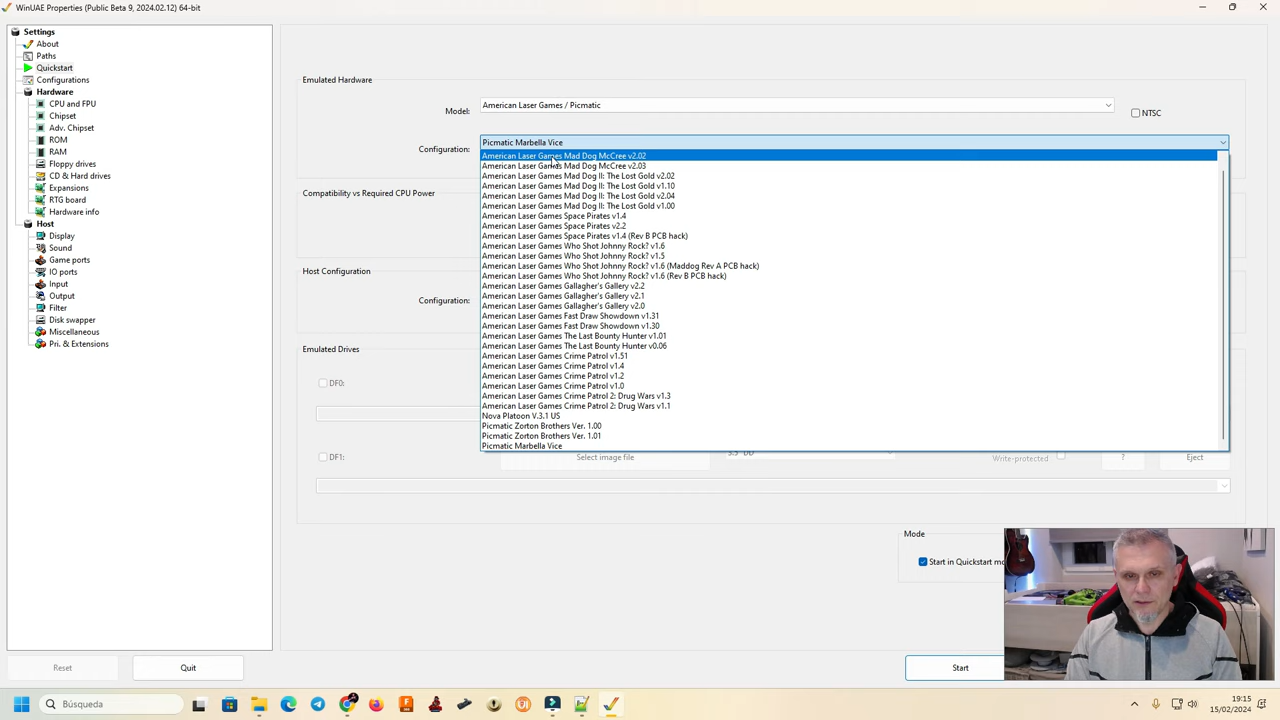 WinUAE Properties (Public Beta 9, 2024.02.12) 64-bit
Settings
About
Paths
Quickstart
Configurations
Hardware
CPU and FPU
Chipset
Adv. Chipset
ROM
RAM
Floppy drives
CD & Hard drives
Expansions
RTG board
Hardware info
Host
Display
Sound
Game ports
IO ports
Input
Output
Filter
Disk swapper
Miscellaneous
Pri. & Extensions
Reset
Quit
Emulated Hardware
Model:
American Laser Games / Picmatic
NTSC
Configuration:
Picmatic Marbella Vice
American Laser Games Mad Dog McCree v2.02
American Laser Games Mad Dog McCree v2.03
American Laser Games Mad Dog II: The Lost Gold v2.02
American Laser Games Mad Dog II: The Lost Gold v1.10
American Laser Games Mad Dog II: The Lost Gold v2.04
American Laser Games Mad Dog II: The Lost Gold v1.00
American Laser Games Space Pirates v1.4
American Laser Games Space Pirates v2.2
American Laser Games Space Pirates v1.4 (Rev B PCB hack)
American Laser Games Who Shot Johnny Rock? v1.6
American Laser Games Who Shot Johnny Rock? v1.5
American Laser Games Who Shot Johnny Rock? v1.6 (Maddog Rev A PCB hack)
American Laser Games Who Shot Johnny Rock? v1.6 (Rev B PCB hack)
American Laser Games Gallagher's Gallery v2.2
American Laser Games Gallagher's Gallery v2.1
American Laser Games Gallagher's Gallery v2.0
American Laser Games Fast Draw Showdown v1.31
American Laser Games Fast Draw Showdown v1.30
American Laser Games The Last Bounty Hunter v1.01
American Laser Games The Last Bounty Hunter v0.06
American Laser Games Crime Patrol v1.51
American Laser Games Crime Patrol v1.4
American Laser Games Crime Patrol v1.2
American Laser Games Crime Patrol v1.0
American Laser Games Crime Patrol 2: Drug Wars v1.3
American Laser Games Crime Patrol 2: Drug Wars v1.1
Nova Platoon V.3.1 US
Picmatic Zorton Brothers Ver. 1.00
Picmatic Zorton Brothers Ver. 1.01
Picmatic Marbella Vice
Compatibility vs Required CPU Power
Host Configuration
Configuration:
Emulated Drives
DF0:
DF1:
Select image file
3.5" DD
Write-protected
?
Eject
Mode
Start in Quickstart mo
Start
Búsqueda
19:15
15/02/2024